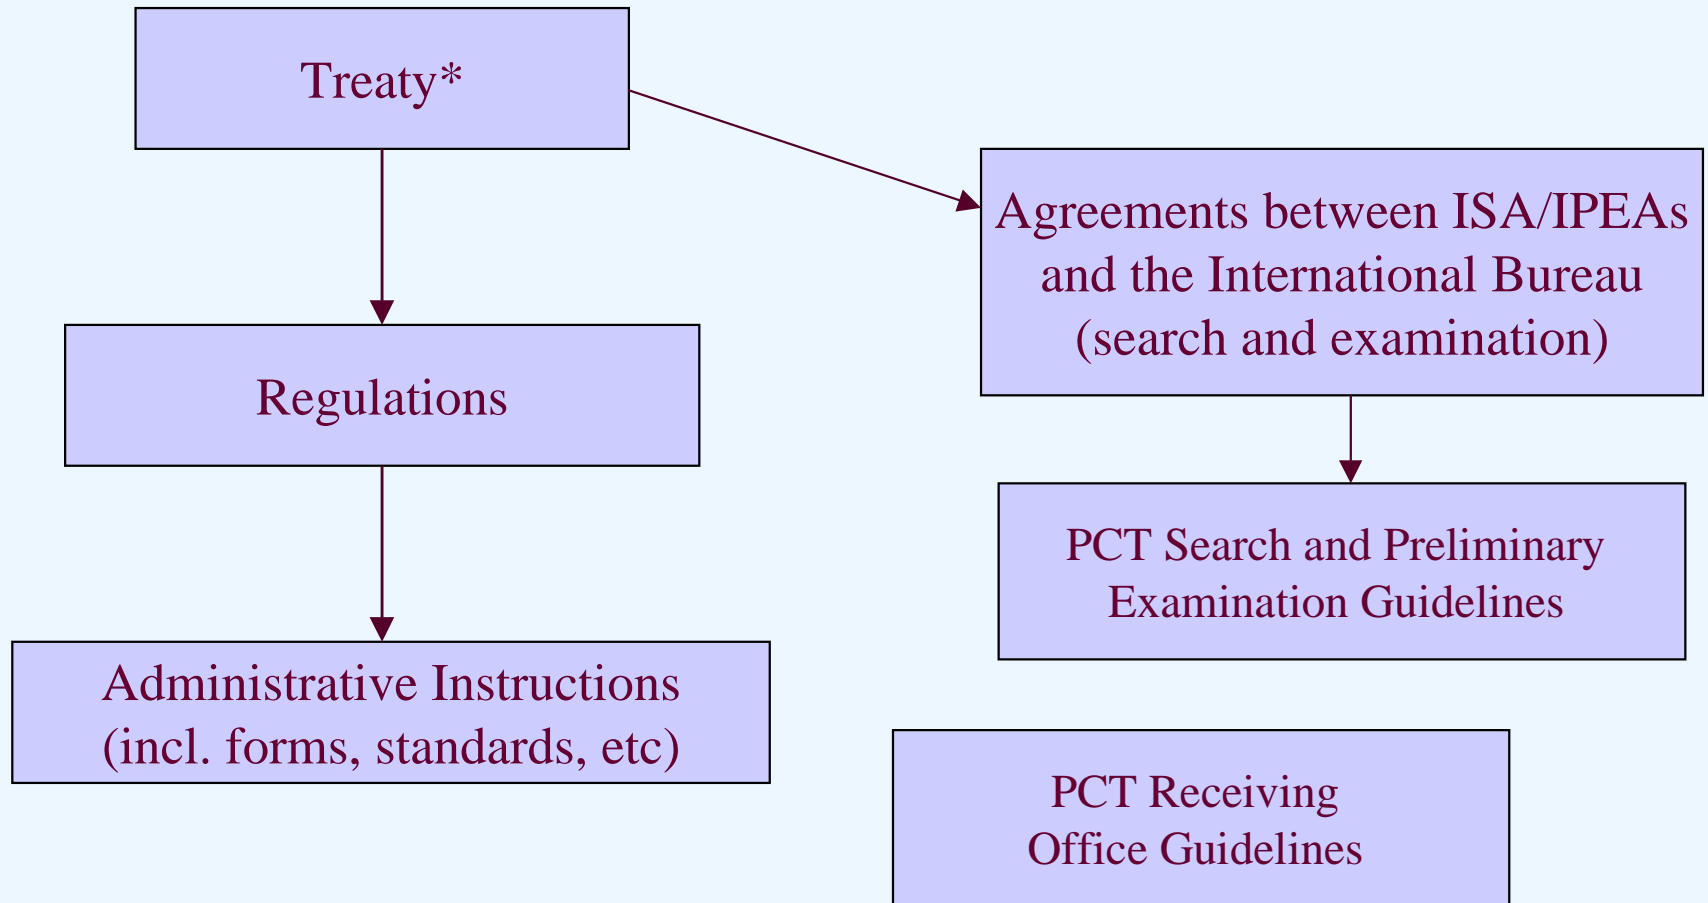 Treaty*
Agreements between ISA/IPEAs
and the International Bureau
(search and examination)
Regulations
PCT Search and Preliminary
Examination Guidelines
Administrative Instructions
(incl. forms, standards, etc)
PCT Receiving
Office Guidelines